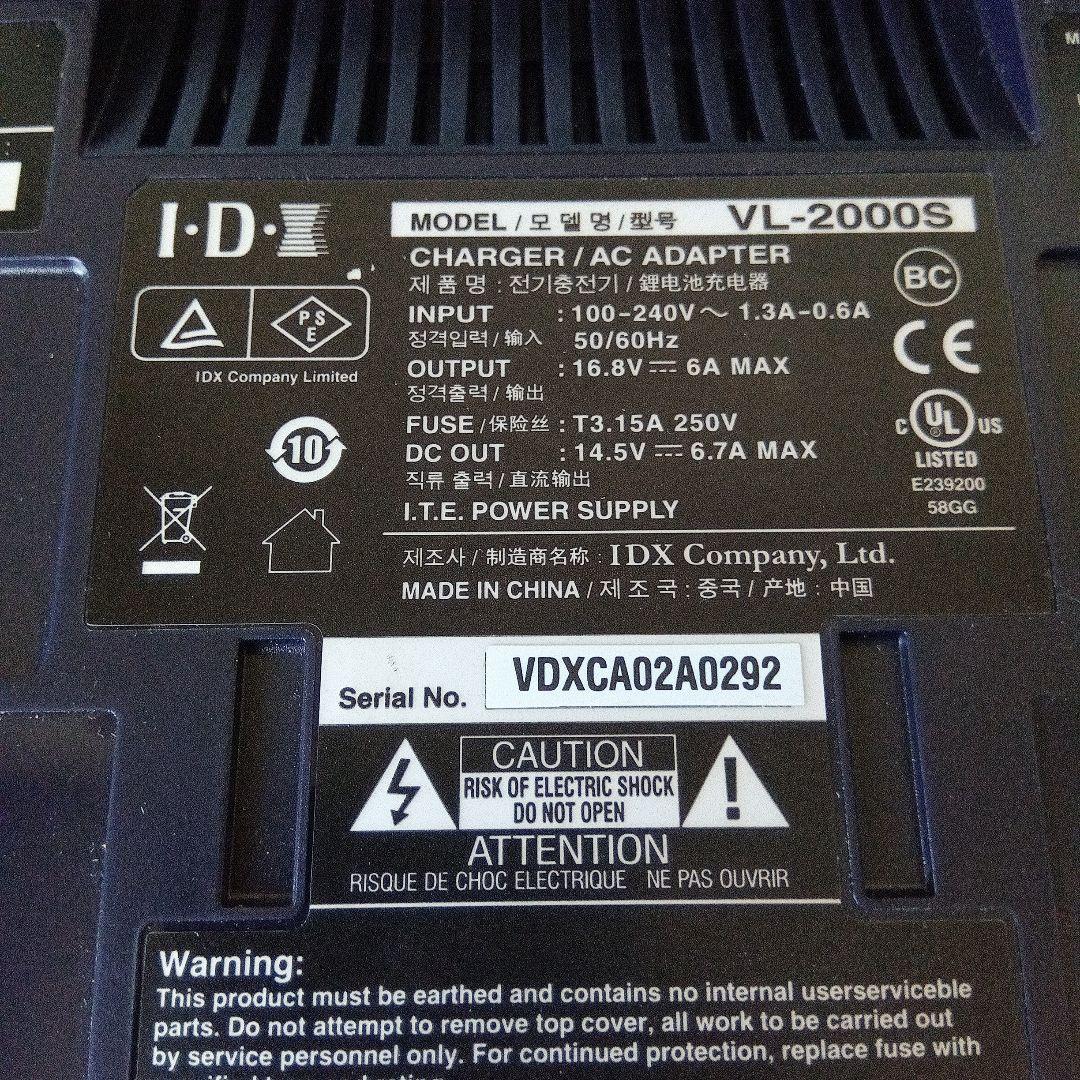 M
I·D·X
MODEL / 모 델 명 / 型号 VL-2000S
CHARGER / AC ADAPTER
제 품 명 : 전기충전기 / 鋰电池充电器
INPUT : 100-240V ～ 1.3A-0.6A
정격입력 / 输入 50/60Hz
OUTPUT : 16.8V ⎓ 6A MAX
정격출력 / 输出
FUSE / 保险丝 : T3.15A 250V
DC OUT : 14.5V ⎓ 6.7A MAX
직류 출력 / 直流输出
I.T.E. POWER SUPPLY
PS
E
IDX Company Limited
10
BC
CE
C UL US
LISTED
E239200
58GG
제조사 / 制造商名称 : IDX Company, Ltd.
MADE IN CHINA / 제 조 국 : 중국 / 产地 : 中国
Serial No. VDXCA02A0292
CAUTION
RISK OF ELECTRIC SHOCK
DO NOT OPEN
!
ATTENTION
RISQUE DE CHOC ELECTRIQUE NE PAS OUVRIR
Warning:
This product must be earthed and contains no internal userserviceble
parts. Do not attempt to remove top cover, all work to be carried out
by service personnel only. For continued protection, replace fuse with